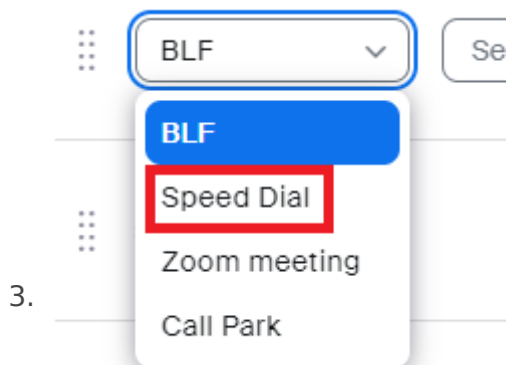 BLF
Se
BLF
Speed Dial
Zoom meeting
3.
Call Park